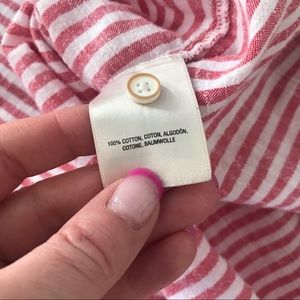 100% COTTON, COTON, ALGODÓN,
COTONE, BAUMWOLLE